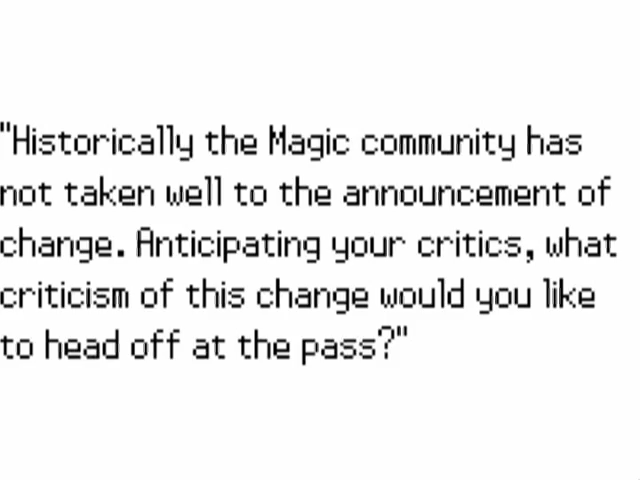 "Historically the Magic community has
not taken well to the announcement of
change. Anticipating your critics, what
criticism of this change would you like
to head off at the pass?"